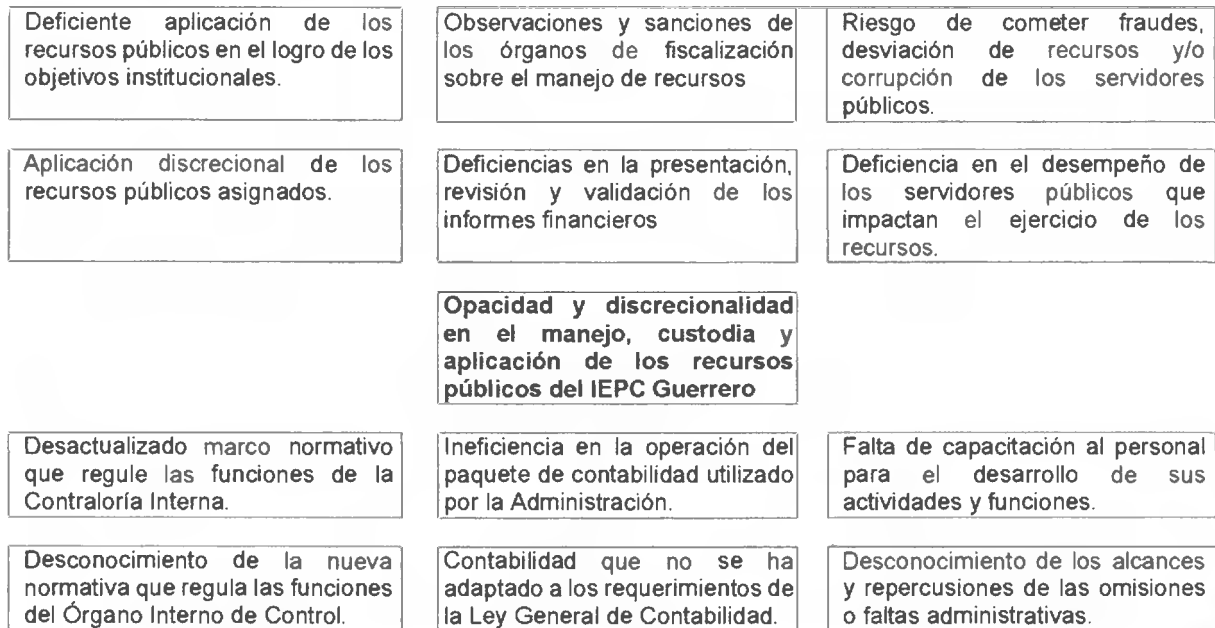 Deficiente aplicación de los
recursos públicos en el logro de los
objetivos institucionales.
Observaciones y sanciones de
los órganos de fiscalización
sobre el manejo de recursos
Riesgo de cometer fraudes,
desviación de recursos y/o
corrupción de los servidores
públicos.
Aplicación discrecional de los
recursos públicos asignados.
Deficiencias en la presentación,
revisión y validación de los
informes financieros
Deficiencia en el desempeño de
los servidores públicos que
impactan el ejercicio de los
recursos.
Opacidad y discrecionalidad
en el manejo, custodia y
aplicación de los recursos
públicos del IEPC Guerrero
Desactualizado marco normativo
que regule las funciones de la
Contraloría Interna.
Ineficiencia en la operación del
paquete de contabilidad utilizado
por la Administración.
Falta de capacitación al personal
para el desarrollo de sus
actividades y funciones.
Desconocimiento de la nueva
normativa que regula las funciones
del Órgano Interno de Control.
Contabilidad que no se ha
adaptado a los requerimientos de
la Ley General de Contabilidad.
Desconocimiento de los alcances
y repercusiones de las omisiones
o faltas administrativas.